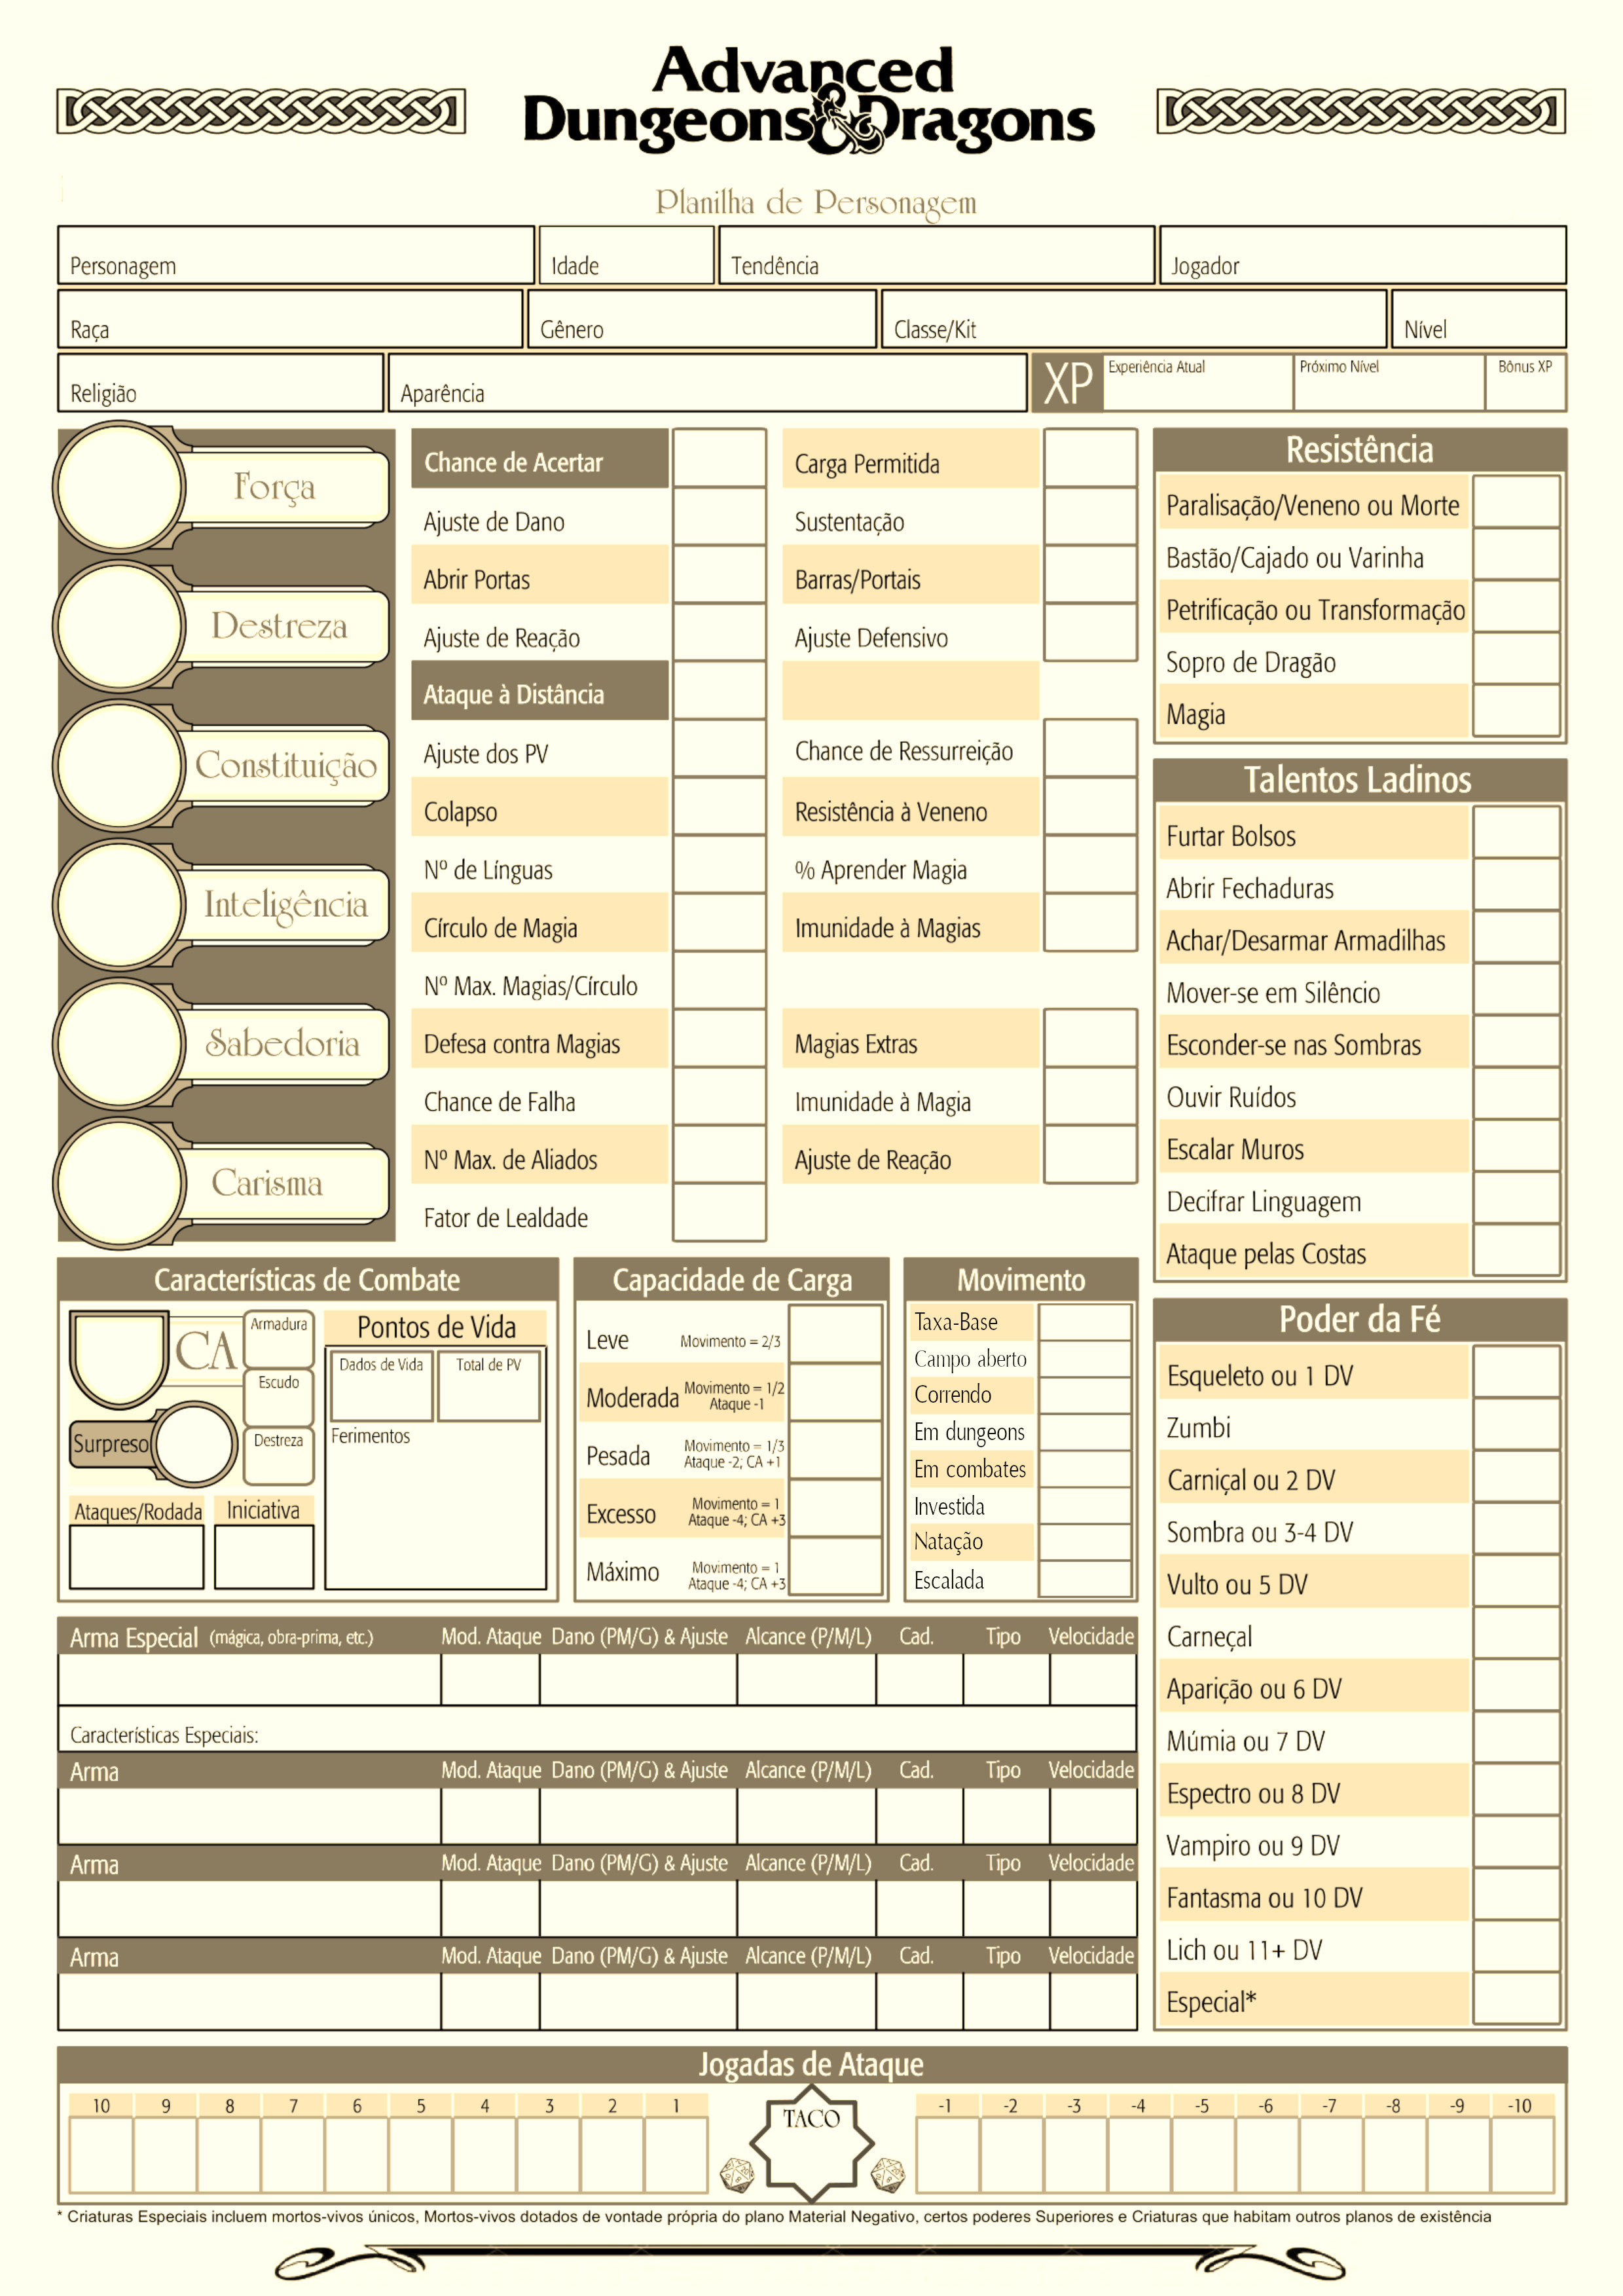 Advanced
Dungeons & Dragons
Planilha de Personagem
Personagem Idade Tendência Jogador
Raça Gênero Classe/Kit Nível
Religião Aparência XP Experiência Atual Próximo Nível Bônus XP
Força
Destreza
Constituição
Inteligência
Sabedoria
Carisma
Chance de Acertar
Ajuste de Dano
Abrir Portas
Ajuste de Reação
Ataque à Distância
Ajuste dos PV
Colapso
Nº de Línguas
Círculo de Magia
Nº Max. Magias/Círculo
Defesa contra Magias
Chance de Falha
Nº Max. de Aliados
Fator de Lealdade
Carga Permitida
Sustentação
Barras/Portais
Ajuste Defensivo
Chance de Ressurreição
Resistência à Veneno
% Aprender Magia
Imunidade à Magias
Magias Extras
Imunidade à Magia
Ajuste de Reação
Resistência
Paralisação/Veneno ou Morte
Bastão/Cajado ou Varinha
Petrificação ou Transformação
Sopro de Dragão
Magia
Talentos Ladinos
Furtar Bolsos
Abrir Fechaduras
Achar/Desarmar Armadilhas
Mover-se em Silêncio
Esconder-se nas Sombras
Ouvir Ruídos
Escalar Muros
Decifrar Linguagem
Ataque pelas Costas
Características de Combate
CA
Armadura
Escudo
Destreza
Surpreso
Ataques/Rodada Iniciativa
Pontos de Vida
Dados de Vida Total de PV
Ferimentos
Capacidade de Carga
Leve Movimento = 2/3
Moderada Movimento = 1/2
Ataque -1
Pesada Movimento = 1/3
Ataque -2; CA +1
Excesso Movimento = 1
Ataque -4; CA +3
Máximo Movimento = 1
Ataque -4; CA +3
Movimento
Taxa-Base
Campo aberto
Correndo
Em dungeons
Em combates
Investida
Natação
Escalada
Poder da Fé
Esqueleto ou 1 DV
Zumbi
Carniçal ou 2 DV
Sombra ou 3-4 DV
Vulto ou 5 DV
Carneçal
Aparição ou 6 DV
Múmia ou 7 DV
Espectro ou 8 DV
Vampiro ou 9 DV
Fantasma ou 10 DV
Lich ou 11+ DV
Especial*
Arma Especial (mágica, obra-prima, etc.) Mod. Ataque Dano (PM/G) & Ajuste Alcance (P/M/L) Cad. Tipo Velocidade
Características Especiais:
Arma Mod. Ataque Dano (PM/G) & Ajuste Alcance (P/M/L) Cad. Tipo Velocidade
Arma Mod. Ataque Dano (PM/G) & Ajuste Alcance (P/M/L) Cad. Tipo Velocidade
Arma Mod. Ataque Dano (PM/G) & Ajuste Alcance (P/M/L) Cad. Tipo Velocidade
Jogadas de Ataque
10 9 8 7 6 5 4 3 2 1 TACO -1 -2 -3 -4 -5 -6 -7 -8 -9 -10
* Criaturas Especiais incluem mortos-vivos únicos, Mortos-vivos dotados de vontade própria do plano Material Negativo, certos poderes Superiores e Criaturas que habitam outros planos de existência